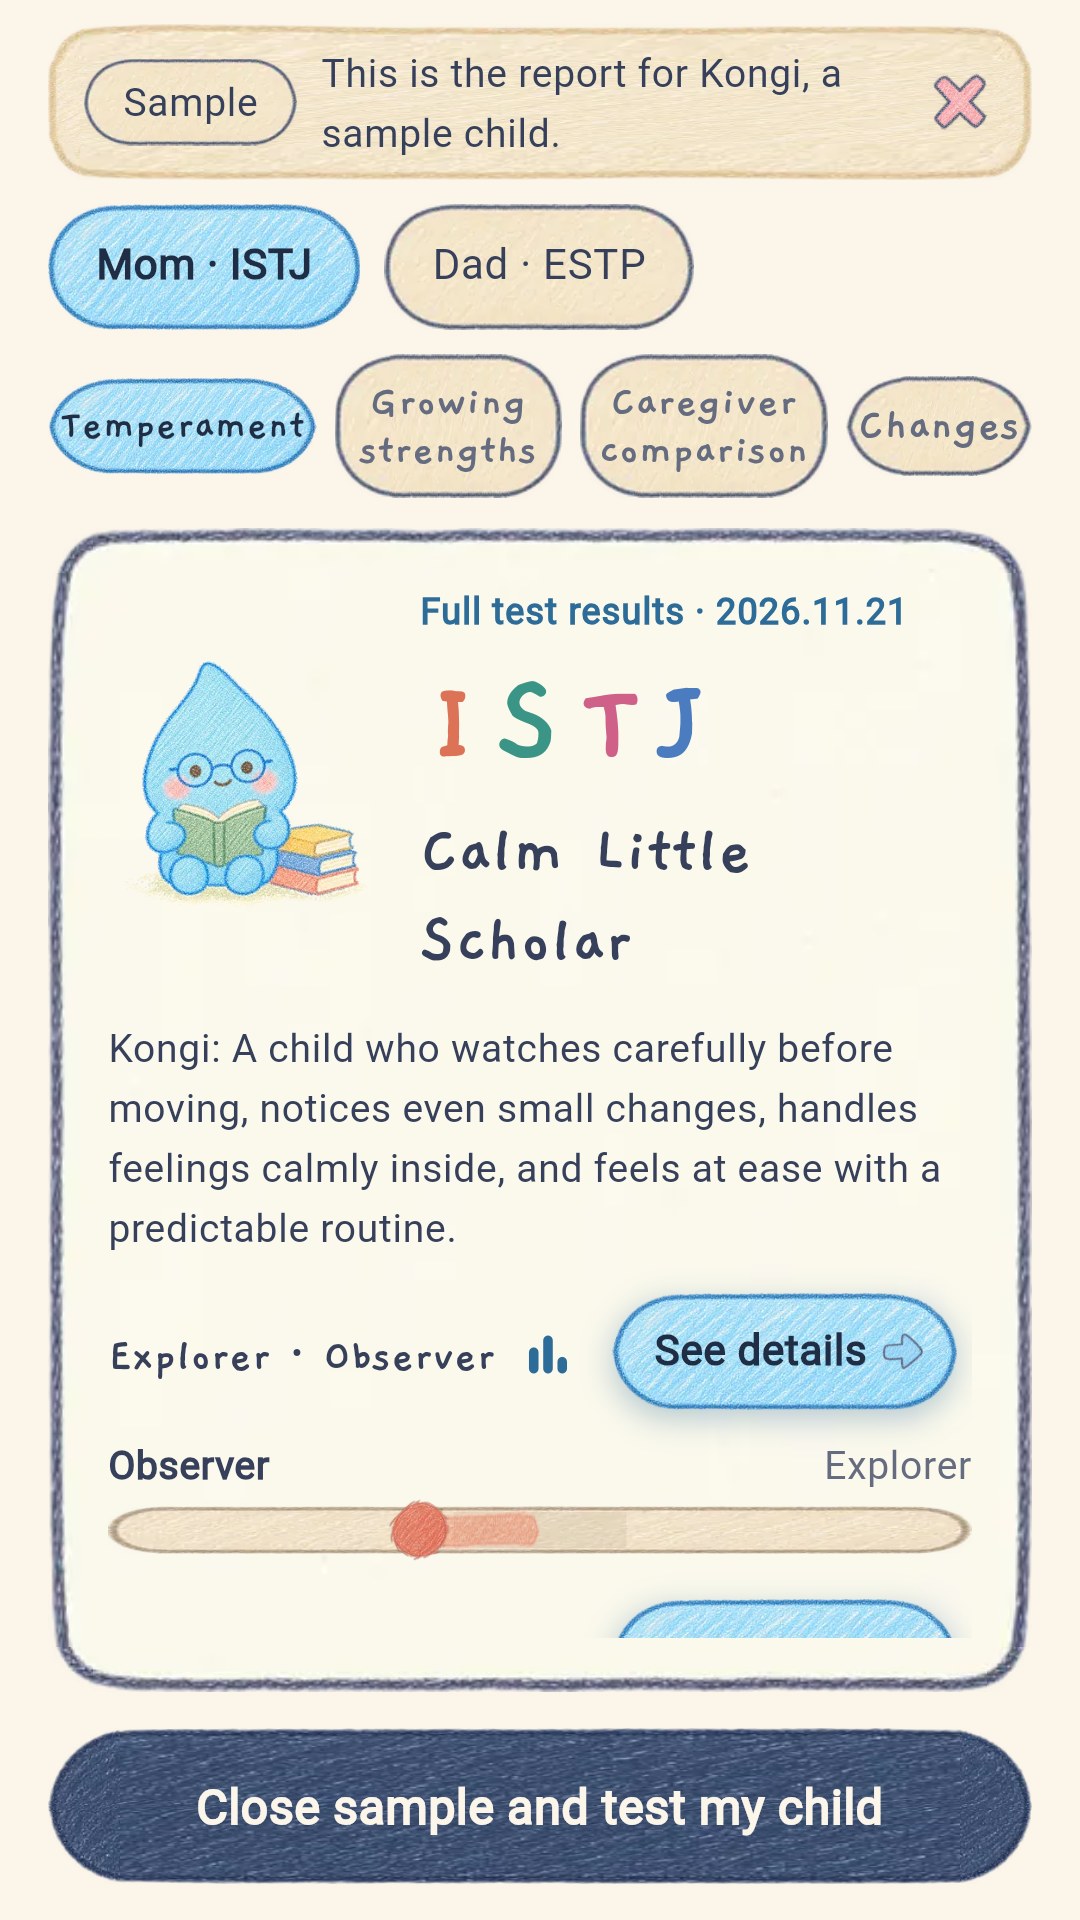 Sample
This is the report for Kongi, a
sample child.
Mom · ISTJ
Dad · ESTP
Temperament
Growing
strengths
Caregiver
comparison
Changes
Full test results · 2026.11.21
ISTJ
Calm Little
Scholar
Kongi: A child who watches carefully before
moving, notices even small changes, handles
feelings calmly inside, and feels at ease with a
predictable routine.
Explorer · Observer
See details
Observer
Explorer
Close sample and test my child